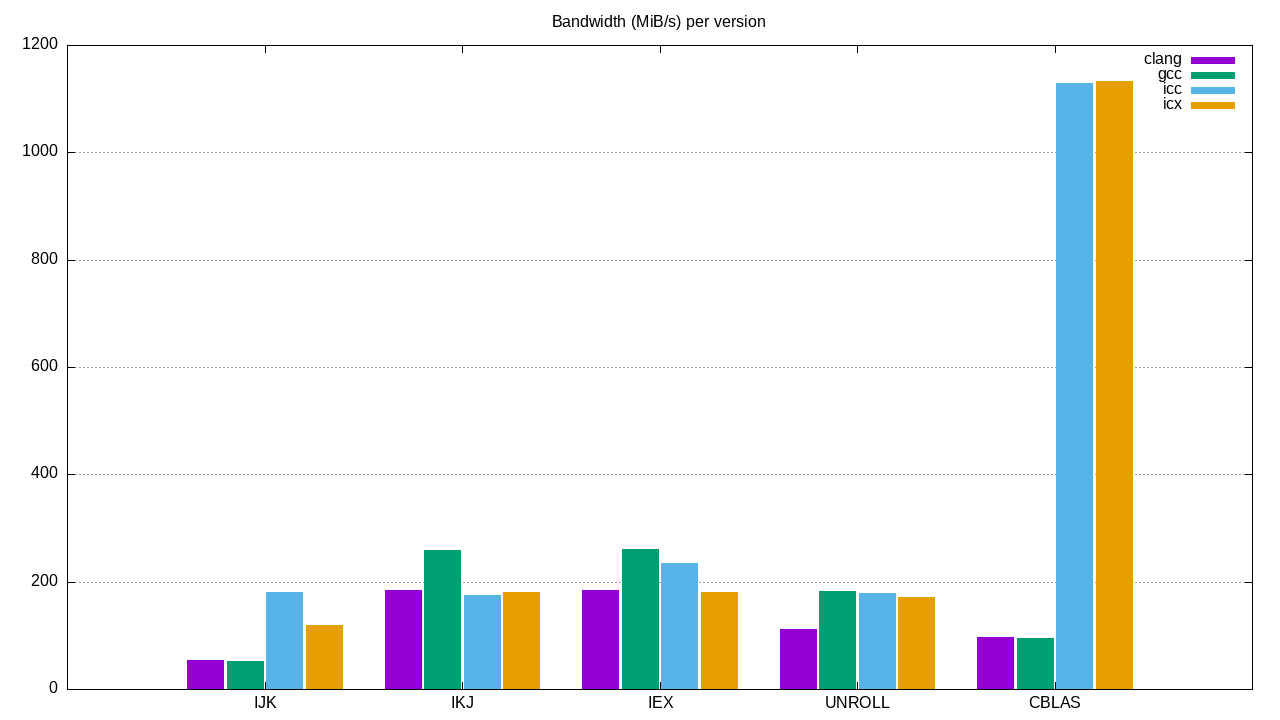 Bandwidth (MiB/s) per version
1200
1000
800
600
400
200
0
clang
gcc
icc
icx
IJK IKJ IEX UNROLL CBLAS